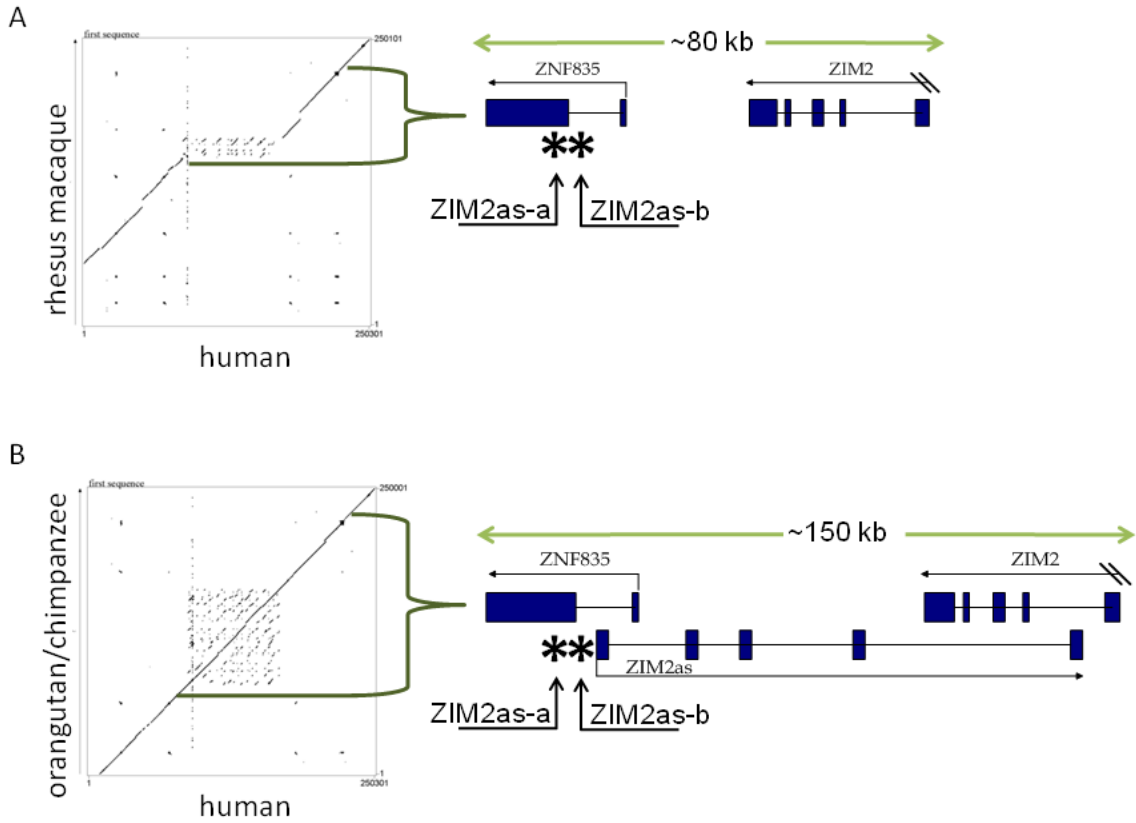 A
first sequence
250101
rhesus macaque
1
1
250301
human
~80 kb
ZNF835
ZIM2
**
ZIM2as-a
ZIM2as-b
B
first sequence
250001
orangutan/chimpanzee
1
1
250301
human
~150 kb
ZNF835
ZIM2
**
ZIM2as
ZIM2as-a
ZIM2as-b